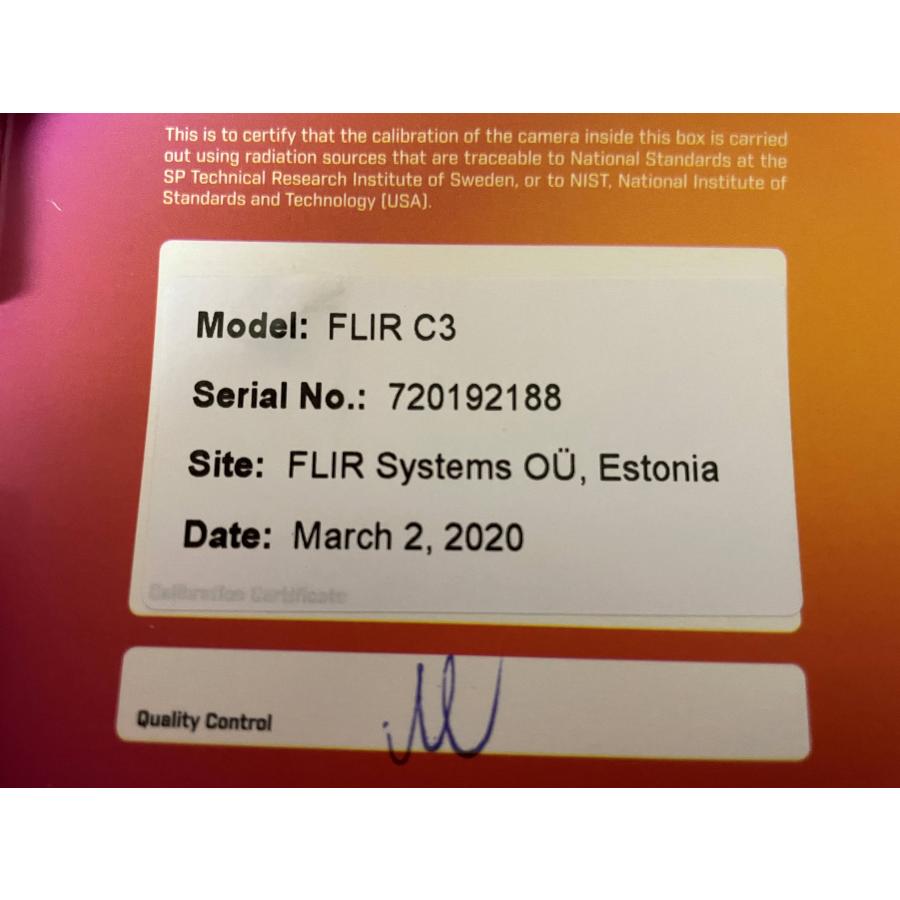 This is to certify that the calibration of the camera inside this box is carried
out using radiation sources that are traceable to National Standards at the
SP Technical Research Institute of Sweden, or to NIST, National Institute of
Standards and Technology (USA).
Model: FLIR C3
Serial No.: 720192188
Site: FLIR Systems OÜ, Estonia
Date: March 2, 2020
Calibration Certificate
Quality Control